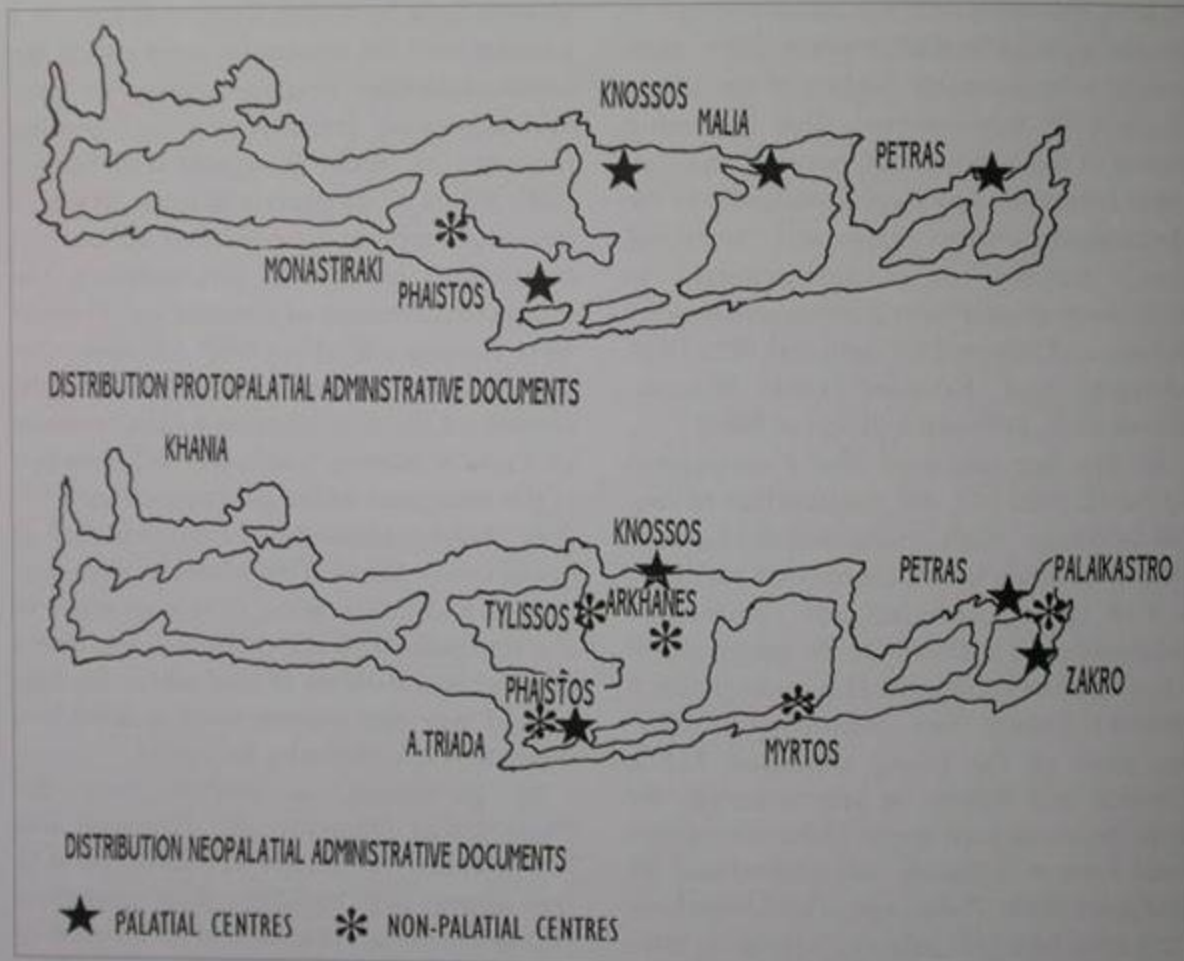 KNOSSOS
MALIA
PETRAS
MONASTIRAKI
PHAISTOS
DISTRIBUTION PROTOPALATIAL ADMINISTRATIVE DOCUMENTS
KHANIA
KNOSSOS
PETRAS
PALAIKASTRO
TYLISSOS
ARKHANES
PHAISTOS
ZAKRO
A.TRIADA
MYRTOS
DISTRIBUTION NEOPALATIAL ADMINISTRATIVE DOCUMENTS
PALATIAL CENTRES
NON-PALATIAL CENTRES